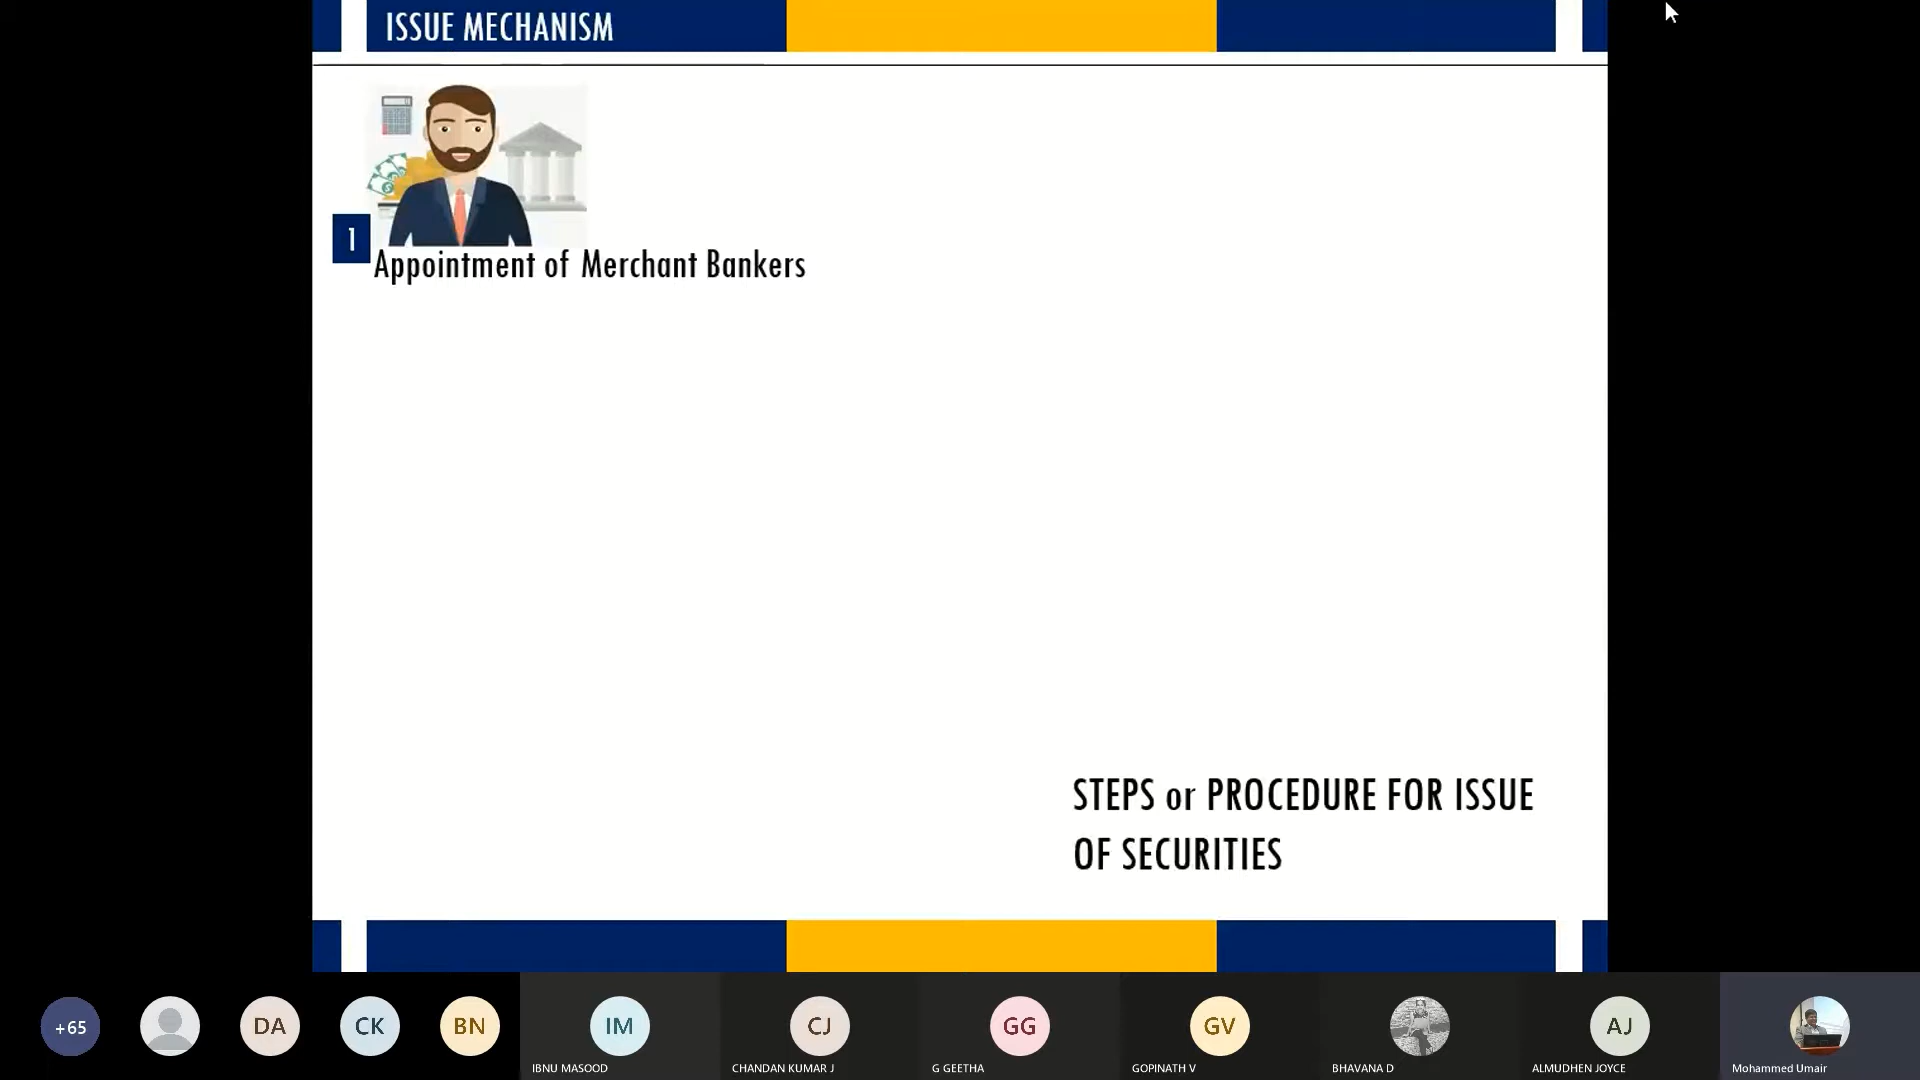 ISSUE MECHANISM
1
Appointment of Merchant Bankers
STEPS or PROCEDURE FOR ISSUE
OF SECURITIES
+65
DA
CK
BN
IM
CJ
GG
GV
AJ
IBNU MASOOD
CHANDAN KUMAR J
G GEETHA
GOPINATH V
BHAVANA D
ALMUDHEN JOYCE
Mohammed Umair